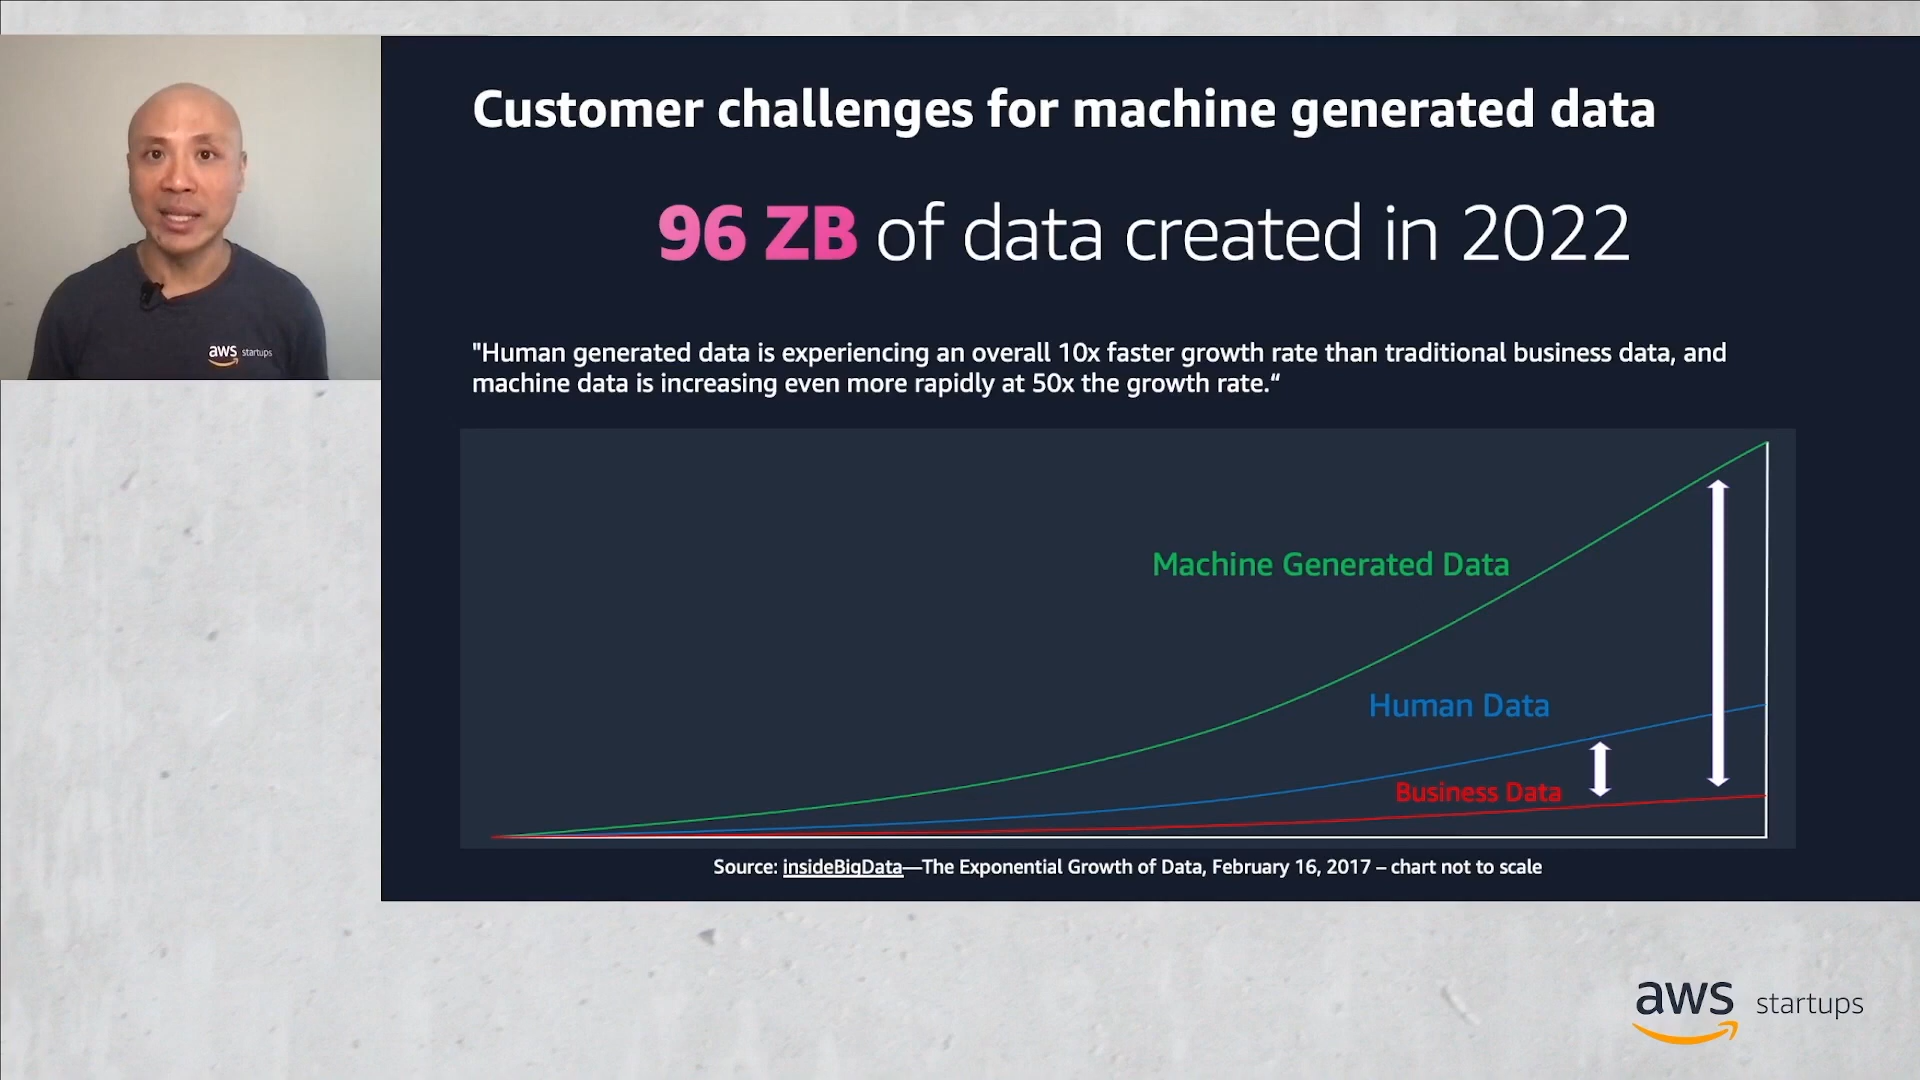 Customer challenges for machine generated data
96 ZB of data created in 2022
"Human generated data is experiencing an overall 10x faster growth rate than traditional business data, and
machine data is increasing even more rapidly at 50x the growth rate.“
aws startups
Machine Generated Data
Human Data
Business Data
Source: insideBigData—The Exponential Growth of Data, February 16, 2017 – chart not to scale
aws startups